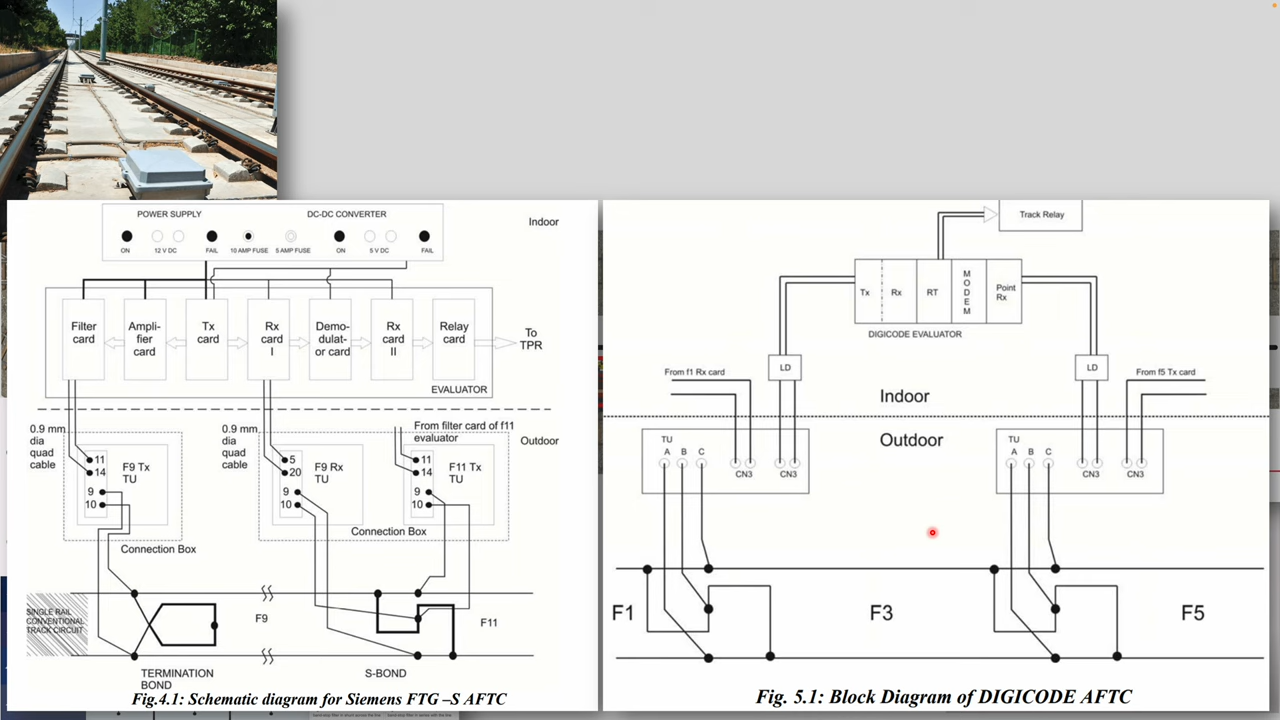 POWER SUPPLY
DC-DC CONVERTER
ON
12 V DC
FAIL
10 AMP FUSE
5 AMP FUSE
ON
5 V DC
FAIL
Indoor
Filter
card
Ampli-
fier
card
Tx
card
Rx
card
I
Demo-
dulat-
or card
Rx
card
II
Relay
card
To
TPR
EVALUATOR
0.9 mm
dia
quad
cable
11
14
9
10
F9 Tx
TU
Connection Box
0.9 mm
dia
quad
cable
5
20
9
10
F9 Rx
TU
From filter card of f11
evaluator
Outdoor
11
14
9
10
F11 Tx
TU
Connection Box
SINGLE RAIL
CONVENTIONAL
TRACK CIRCUIT
F9
F11
TERMINATION
BOND
S-BOND
Fig.4.1: Schematic diagram for Siemens FTG –S AFTC
Track Relay
Tx
Rx
RT
MODEM
Point
Rx
DIGICODE EVALUATOR
From f1 Rx card
LD
LD
From f5 Tx card
Indoor
Outdoor
TU
A B C
CN3
CN3
TU
A B C
CN3
CN3
F1
F3
F5
Fig. 5.1: Block Diagram of DIGICODE AFTC